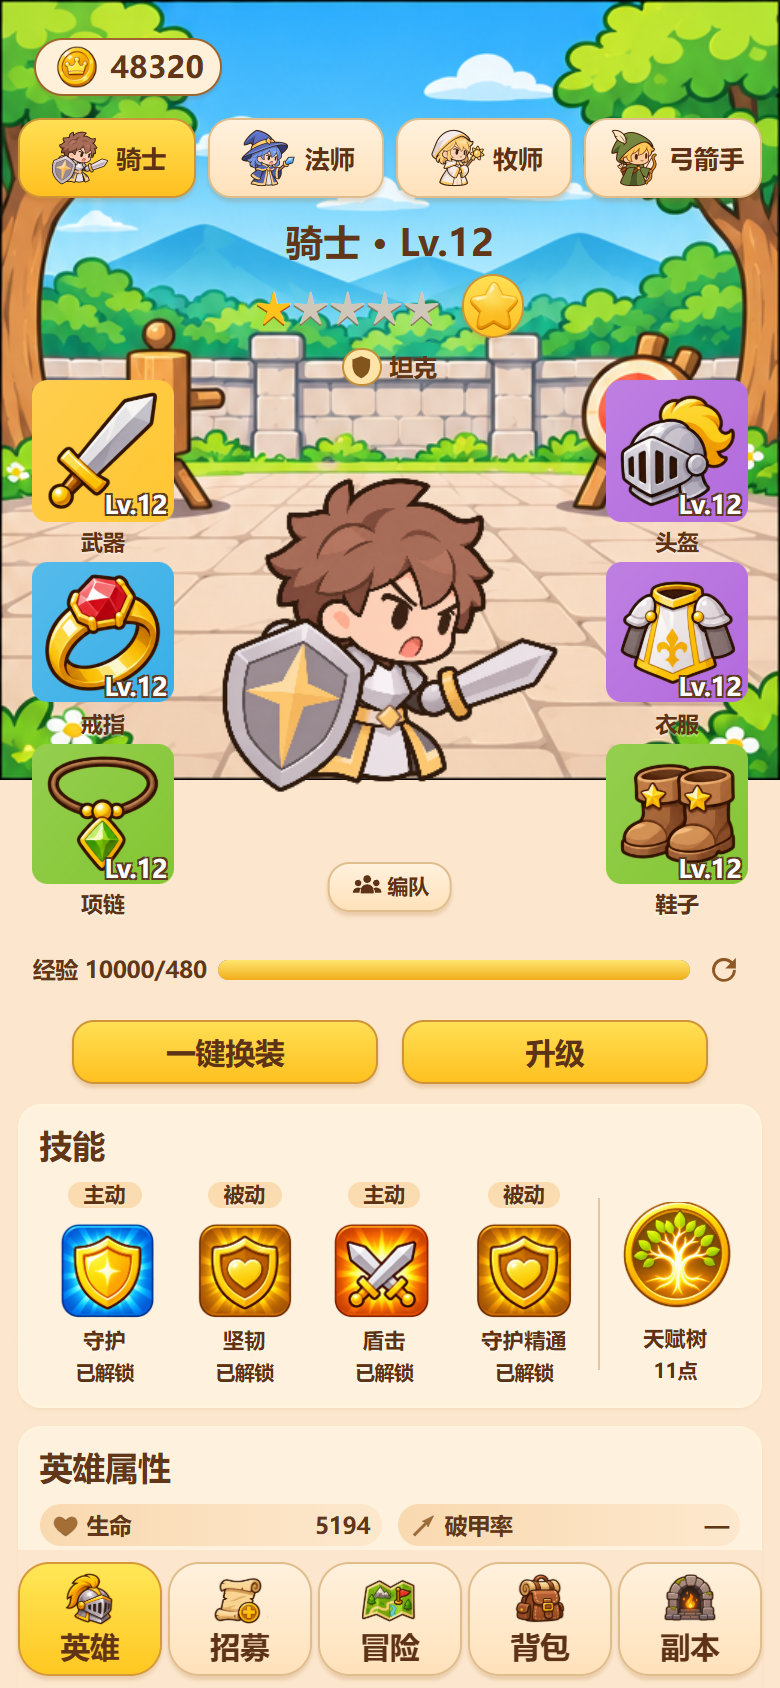 48320
骑士
法师
牧师
弓箭手
骑士 • Lv.12
坦克
Lv.12
武器
Lv.12
头盔
Lv.12
戒指
Lv.12
衣服
Lv.12
项链
Lv.12
鞋子
编队
经验 10000/480
一键换装
升级
技能
主动
被动
主动
被动
守护
坚韧
盾击
守护精通
天赋树
已解锁
已解锁
已解锁
已解锁
11点
英雄属性
生命 5194
破甲率 —
英雄
招募
冒险
背包
副本